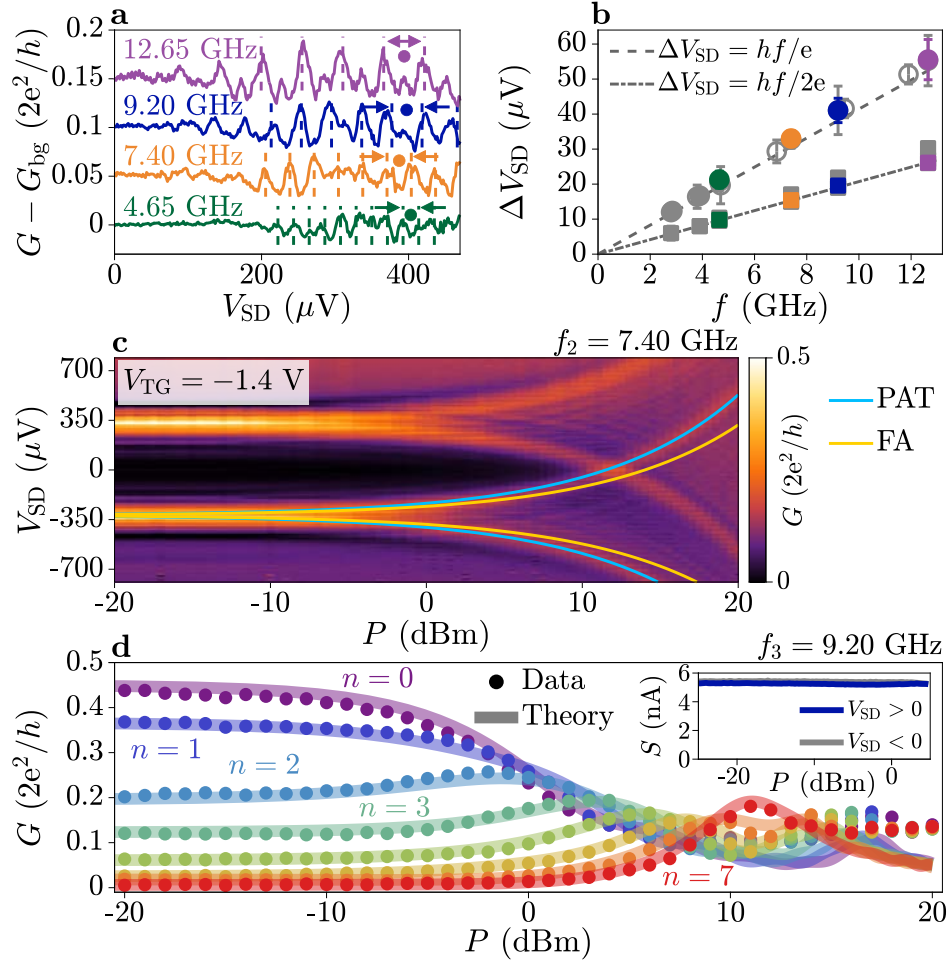 a
G − G_bg (2e²/h)
0.2
0.15
0.1
0.05
0
12.65 GHz
9.20 GHz
7.40 GHz
4.65 GHz
0
200
400
V_SD (μV)
b
ΔV_SD (μV)
60
50
40
30
20
10
0
ΔV_SD = hf/e
ΔV_SD = hf/2e
0
2
4
6
8
10
12
f (GHz)
c
f₂ = 7.40 GHz
V_TG = −1.4 V
V_SD (μV)
700
350
0
-350
-700
-20
-10
0
10
20
P (dBm)
0.5
0
G (2e²/h)
PAT
FA
d
f₃ = 9.20 GHz
G (2e²/h)
0.5
0.4
0.3
0.2
0.1
0
n = 0
n = 1
n = 2
n = 3
n = 7
Data
Theory
S (nA)
6
4
2
0
V_SD > 0
V_SD < 0
-20
-10
0
P (dBm)
-20
-10
0
10
20
P (dBm)